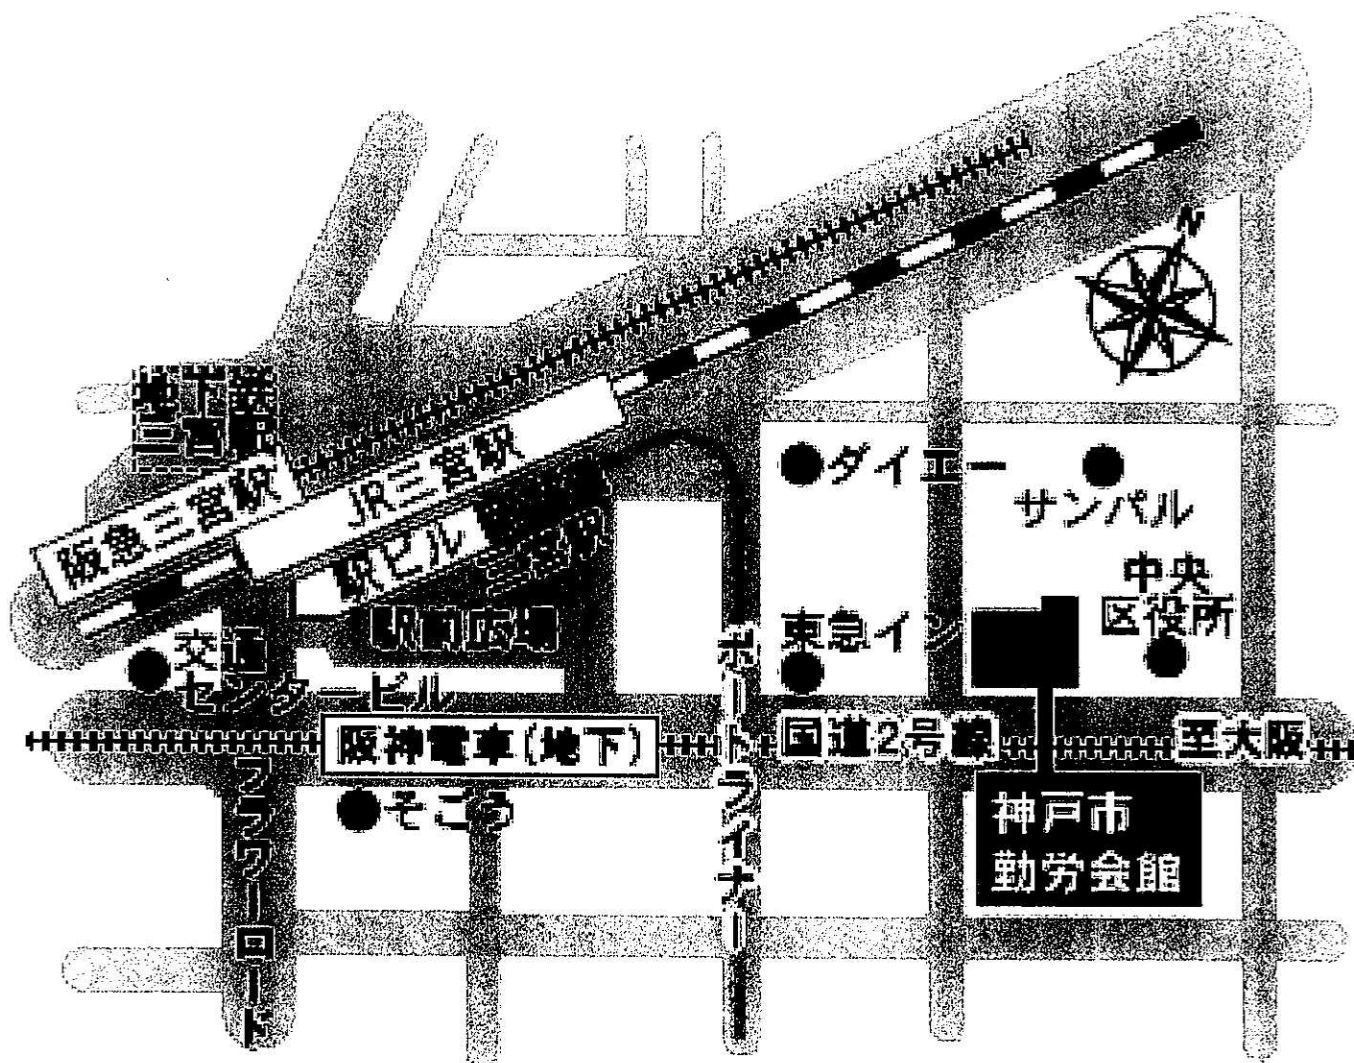 N
地下鉄
三宮駅
阪急三宮駅
JR三宮駅
駅ビル
三宮駅
駅前広場
交通
センタービル
ダイエー
サンパル
中央
区役所
東急イン
ポートライナー
阪神電車(地下)
国道2号線
至大阪
そごう
フラワーロード
神戸市
勤労会館